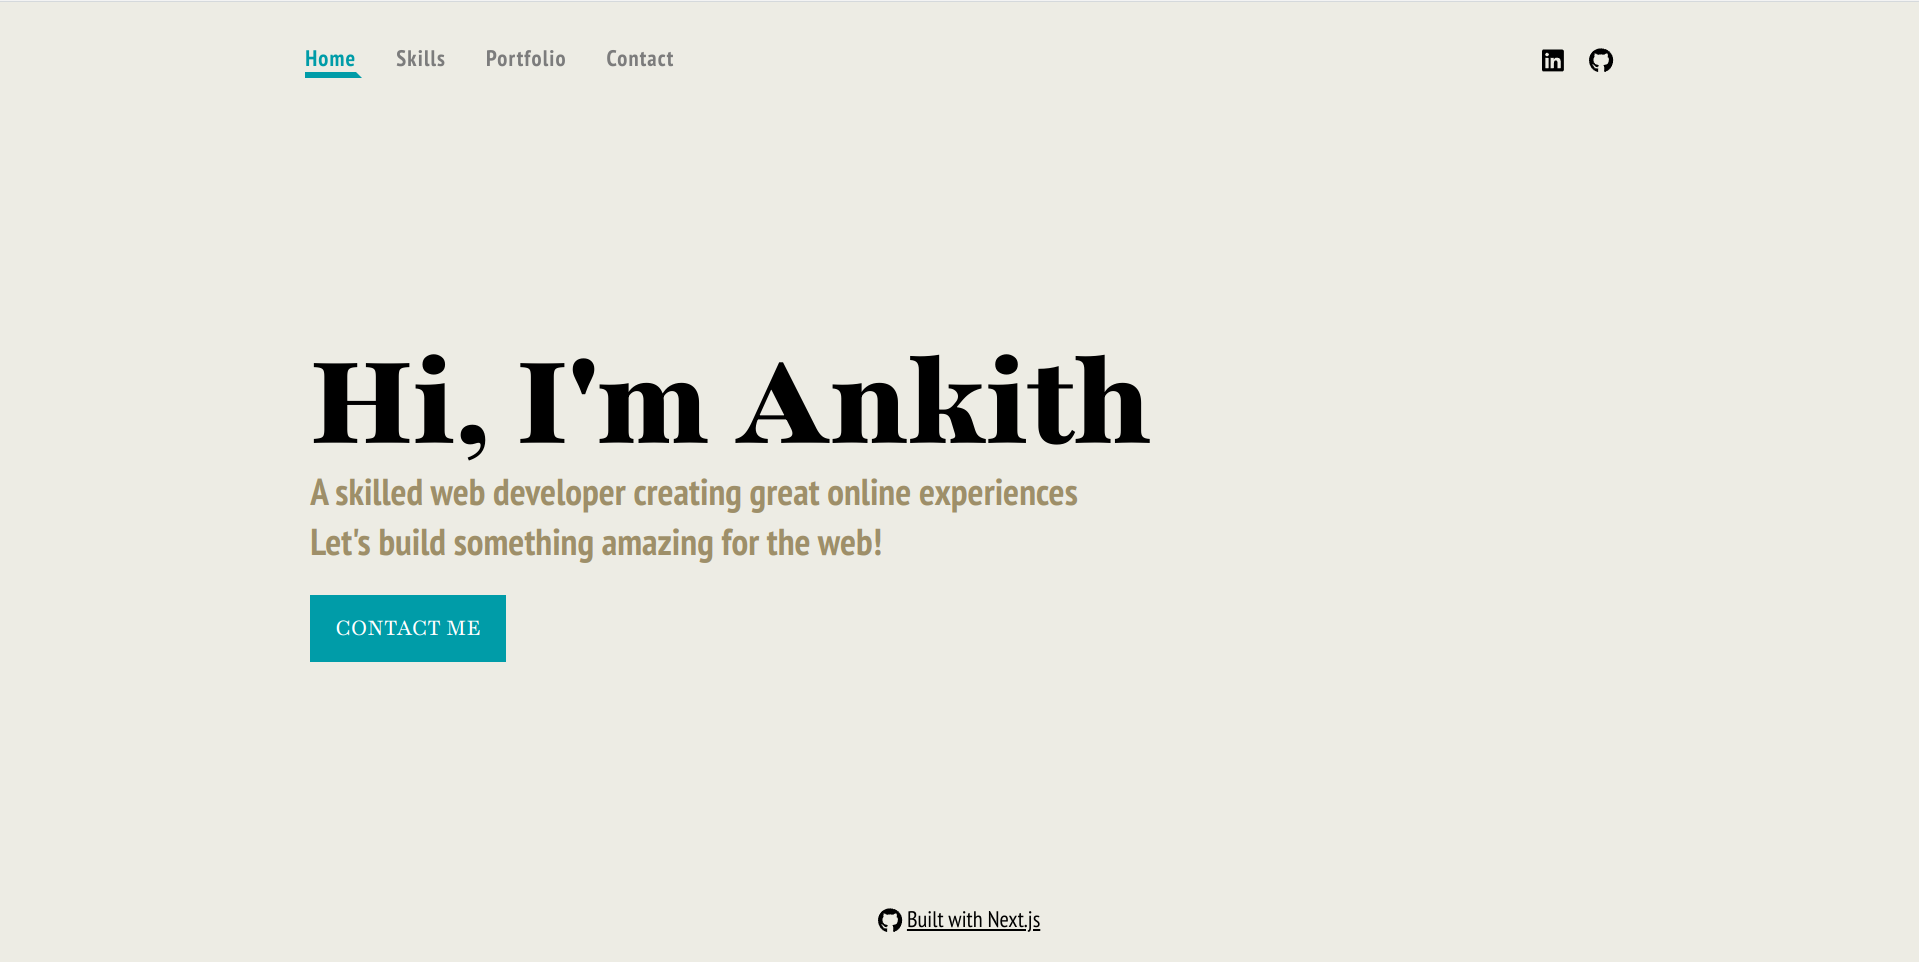 Home Skills Portfolio Contact
Hi, I'm Ankith
A skilled web developer creating great online experiences
Let's build something amazing for the web!
CONTACT ME
Built with Next.js